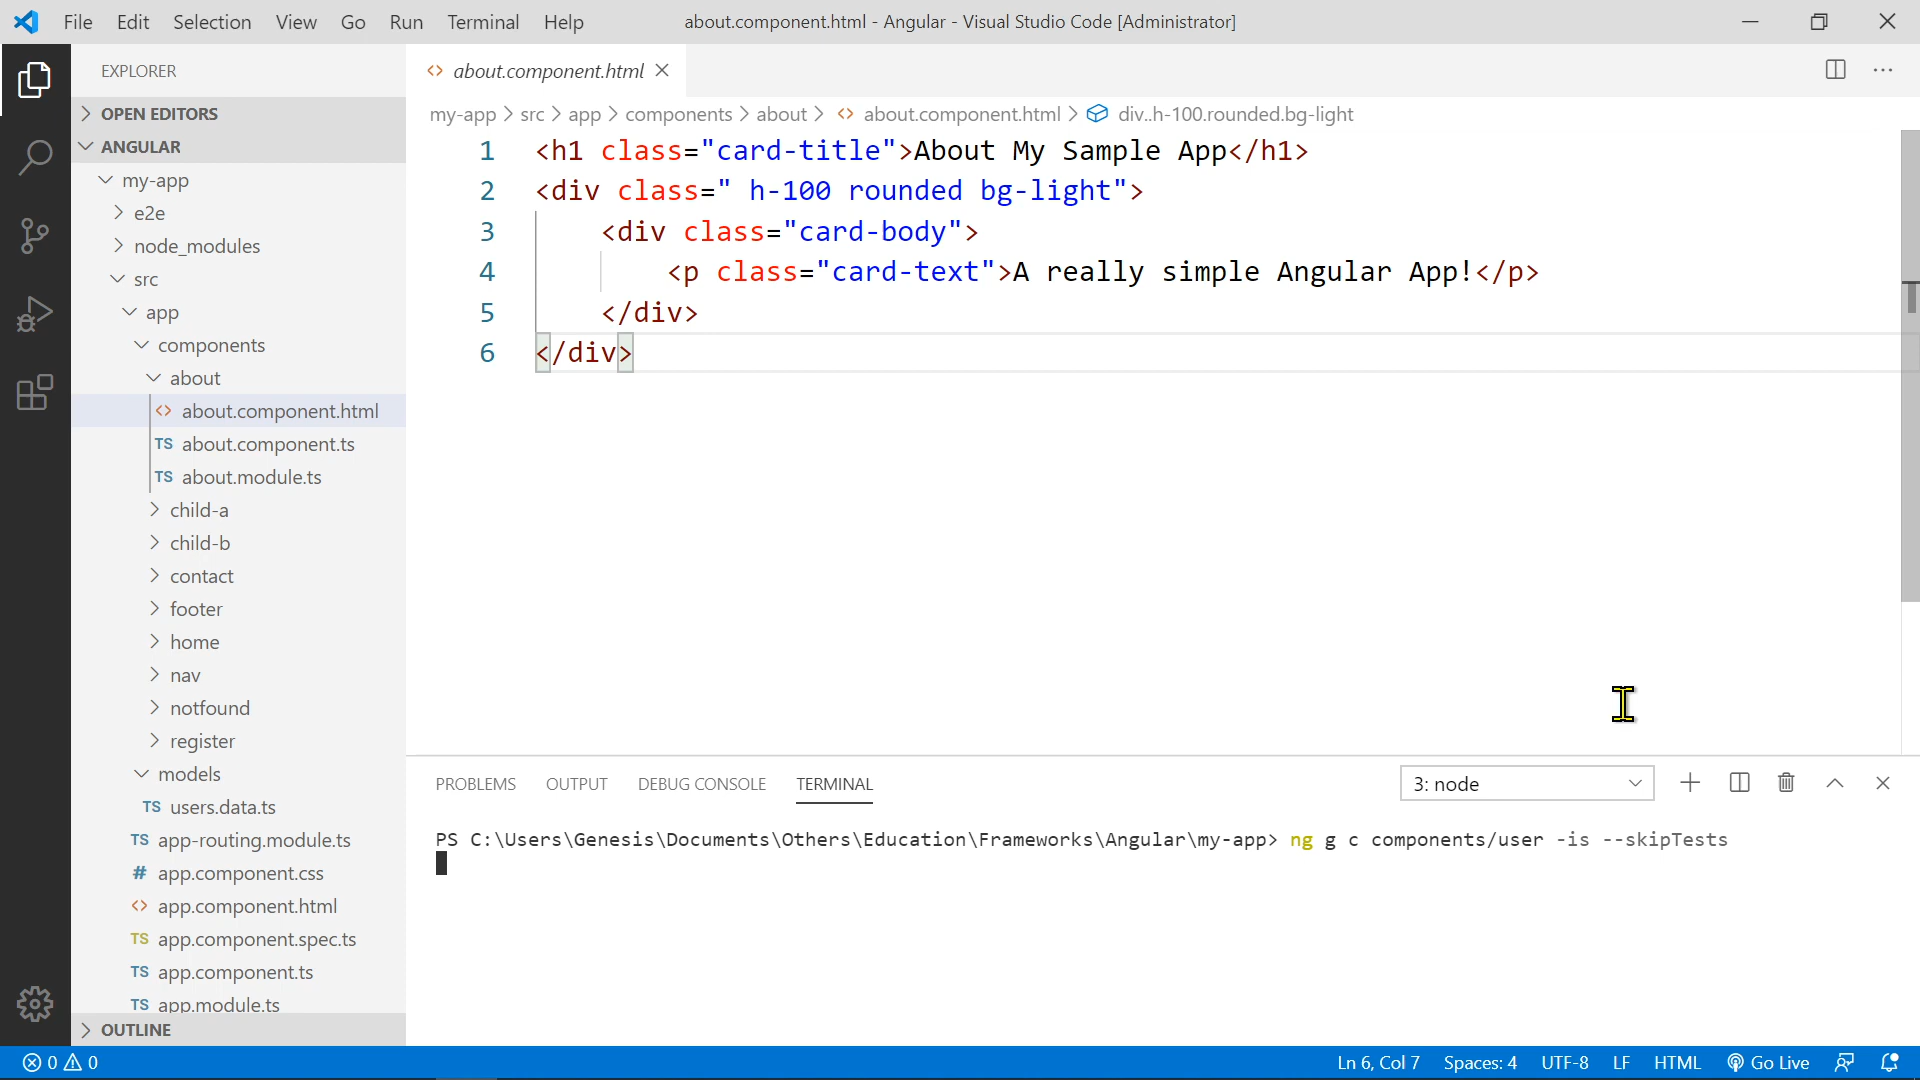 File Edit Selection View Go Run Terminal Help about.component.html - Angular - Visual Studio Code [Administrator]
EXPLORER
OPEN EDITORS
ANGULAR
my-app
e2e
node_modules
src
app
components
about
<> about.component.html
TS about.component.ts
TS about.module.ts
child-a
child-b
contact
footer
home
nav
notfound
register
models
TS users.data.ts
TS app-routing.module.ts
# app.component.css
<> app.component.html
TS app.component.spec.ts
TS app.component.ts
TS app.module.ts
OUTLINE
<> about.component.html
my-app > src > app > components > about > <> about.component.html > div..h-100.rounded.bg-light
1 <h1 class="card-title">About My Sample App</h1>
2 <div class=" h-100 rounded bg-light">
3 <div class="card-body">
4 <p class="card-text">A really simple Angular App!</p>
5 </div>
6 </div>
PROBLEMS OUTPUT DEBUG CONSOLE TERMINAL 3: node
PS C:\Users\Genesis\Documents\Others\Education\Frameworks\Angular\my-app> ng g c components/user -is --skipTests
0 0 Ln 6, Col 7 Spaces: 4 UTF-8 LF HTML Go Live